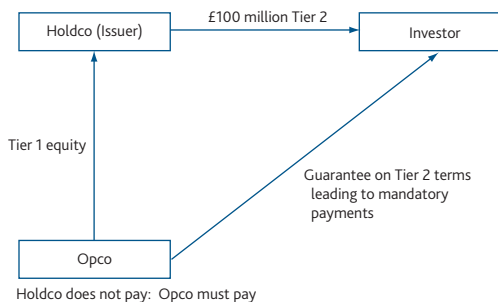 £100 million Tier 2
Holdco (Issuer)
Investor
Tier 1 equity
Guarantee on Tier 2 terms
leading to mandatory
payments
Opco
Holdco does not pay: Opco must pay